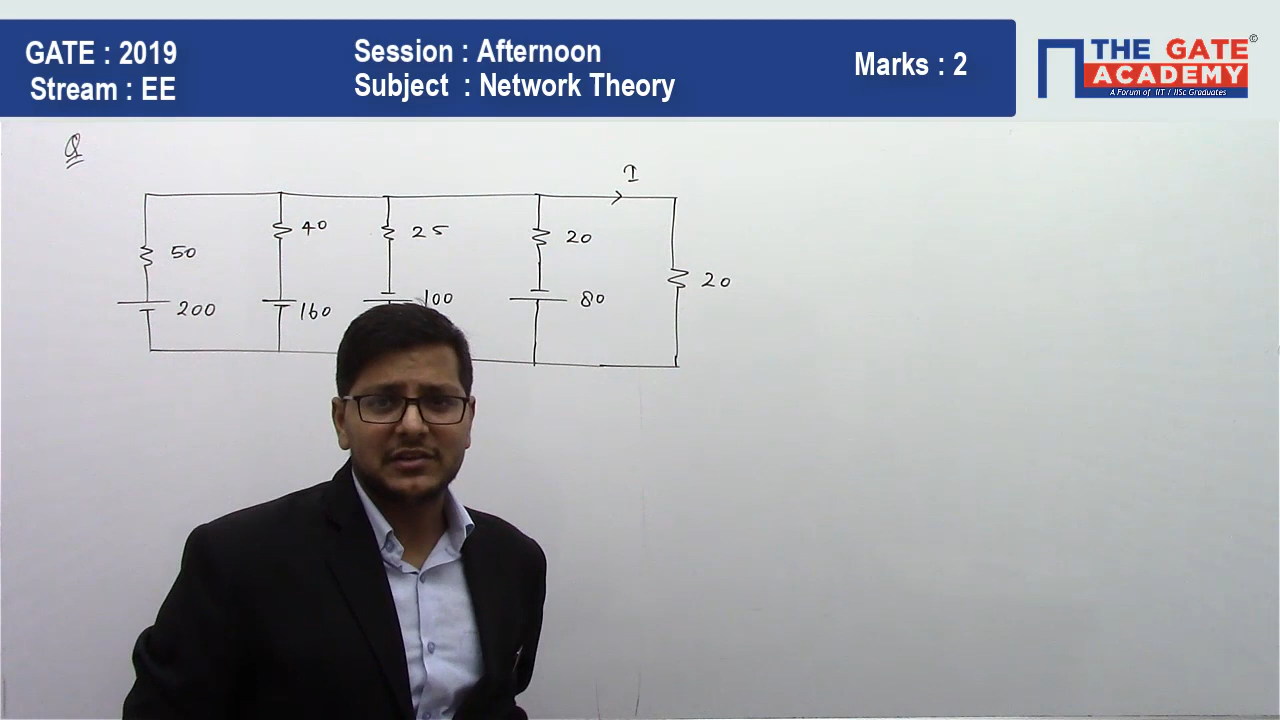 GATE : 2019
Stream : EE
Session : Afternoon
Subject : Network Theory
Marks : 2
THE GATE
ACADEMY
©
A Forum of IIT / IISc Graduates
Q
I
50
200
40
160
25
100
20
80
20